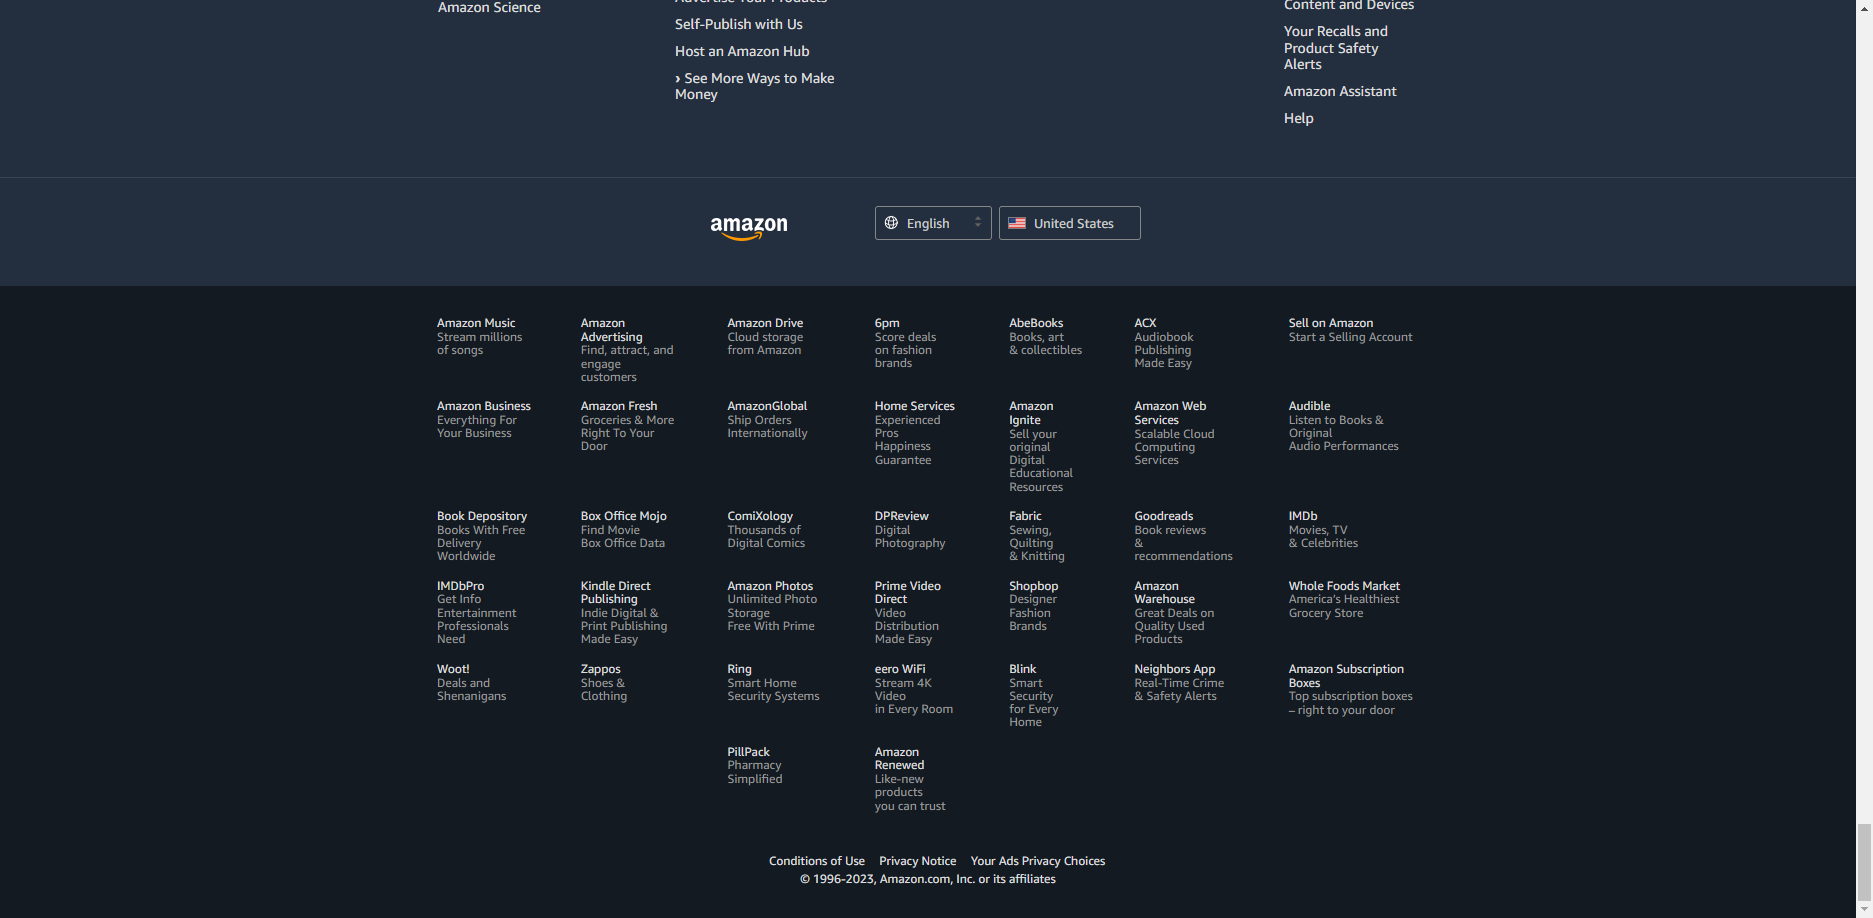 Amazon Science
Advertise Your Products
Self-Publish with Us
Host an Amazon Hub
› See More Ways to Make
Money
Content and Devices
Your Recalls and
Product Safety
Alerts
Amazon Assistant
Help
amazon
English
United States
Amazon Music
Stream millions
of songs
Amazon
Advertising
Find, attract, and
engage
customers
Amazon Drive
Cloud storage
from Amazon
6pm
Score deals
on fashion
brands
AbeBooks
Books, art
& collectibles
ACX
Audiobook
Publishing
Made Easy
Sell on Amazon
Start a Selling Account
Amazon Business
Everything For
Your Business
Amazon Fresh
Groceries & More
Right To Your
Door
AmazonGlobal
Ship Orders
Internationally
Home Services
Experienced
Pros
Happiness
Guarantee
Amazon
Ignite
Sell your
original
Digital
Educational
Resources
Amazon Web
Services
Scalable Cloud
Computing
Services
Audible
Listen to Books &
Original
Audio Performances
Book Depository
Books With Free
Delivery
Worldwide
Box Office Mojo
Find Movie
Box Office Data
ComiXology
Thousands of
Digital Comics
DPReview
Digital
Photography
Fabric
Sewing,
Quilting
& Knitting
Goodreads
Book reviews
&
recommendations
IMDb
Movies, TV
& Celebrities
IMDbPro
Get Info
Entertainment
Professionals
Need
Kindle Direct
Publishing
Indie Digital &
Print Publishing
Made Easy
Amazon Photos
Unlimited Photo
Storage
Free With Prime
Prime Video
Direct
Video
Distribution
Made Easy
Shopbop
Designer
Fashion
Brands
Amazon
Warehouse
Great Deals on
Quality Used
Products
Whole Foods Market
America’s Healthiest
Grocery Store
Woot!
Deals and
Shenanigans
Zappos
Shoes &
Clothing
Ring
Smart Home
Security Systems
eero WiFi
Stream 4K
Video
in Every Room
Blink
Smart
Security
for Every
Home
Neighbors App
Real-Time Crime
& Safety Alerts
Amazon Subscription
Boxes
Top subscription boxes
– right to your door
PillPack
Pharmacy
Simplified
Amazon
Renewed
Like-new
products
you can trust
Conditions of Use Privacy Notice Your Ads Privacy Choices
© 1996-2023, Amazon.com, Inc. or its affiliates